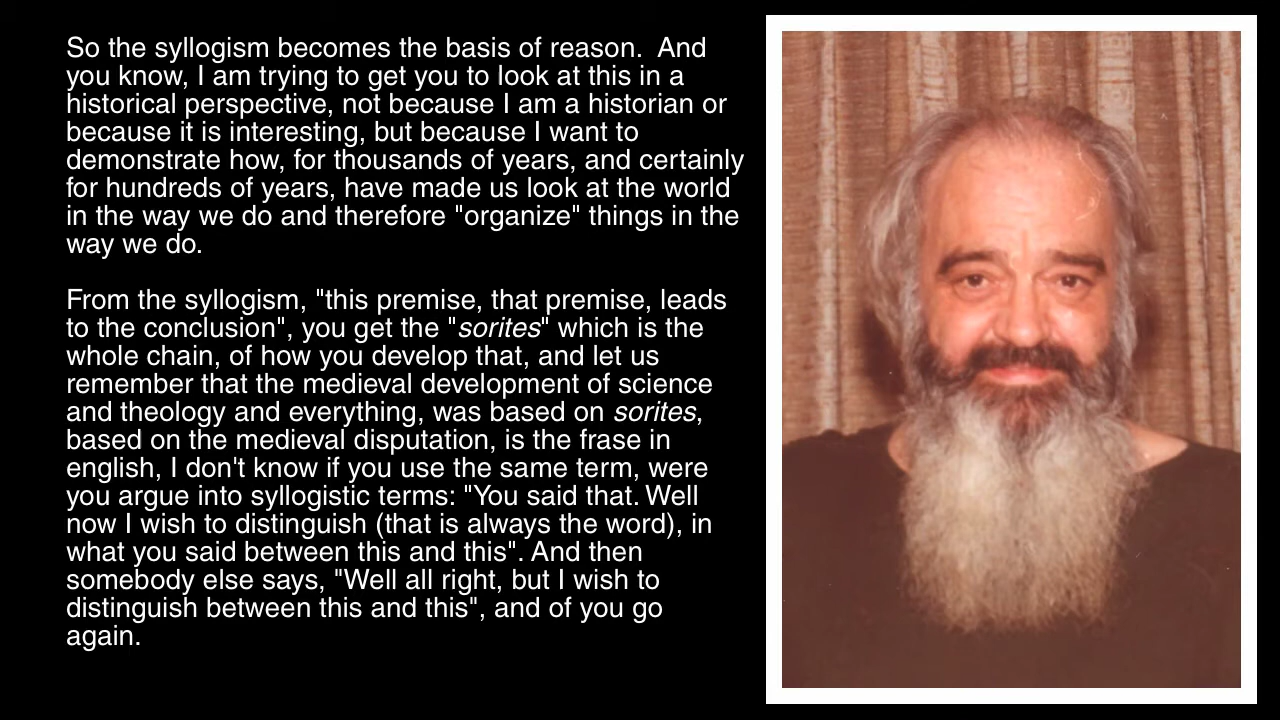 So the syllogism becomes the basis of reason.  And
you know, I am trying to get you to look at this in a
historical perspective, not because I am a historian or
because it is interesting, but because I want to
demonstrate how, for thousands of years, and certainly
for hundreds of years, have made us look at the world
in the way we do and therefore "organize" things in the
way we do.
From the syllogism, "this premise, that premise, leads
to the conclusion", you get the "sorites" which is the
whole chain, of how you develop that, and let us
remember that the medieval development of science
and theology and everything, was based on sorites,
based on the medieval disputation, is the frase in
english, I don't know if you use the same term, were
you argue into syllogistic terms: "You said that. Well
now I wish to distinguish (that is always the word), in
what you said between this and this". And then
somebody else says, "Well all right, but I wish to
distinguish between this and this", and of you go
again.